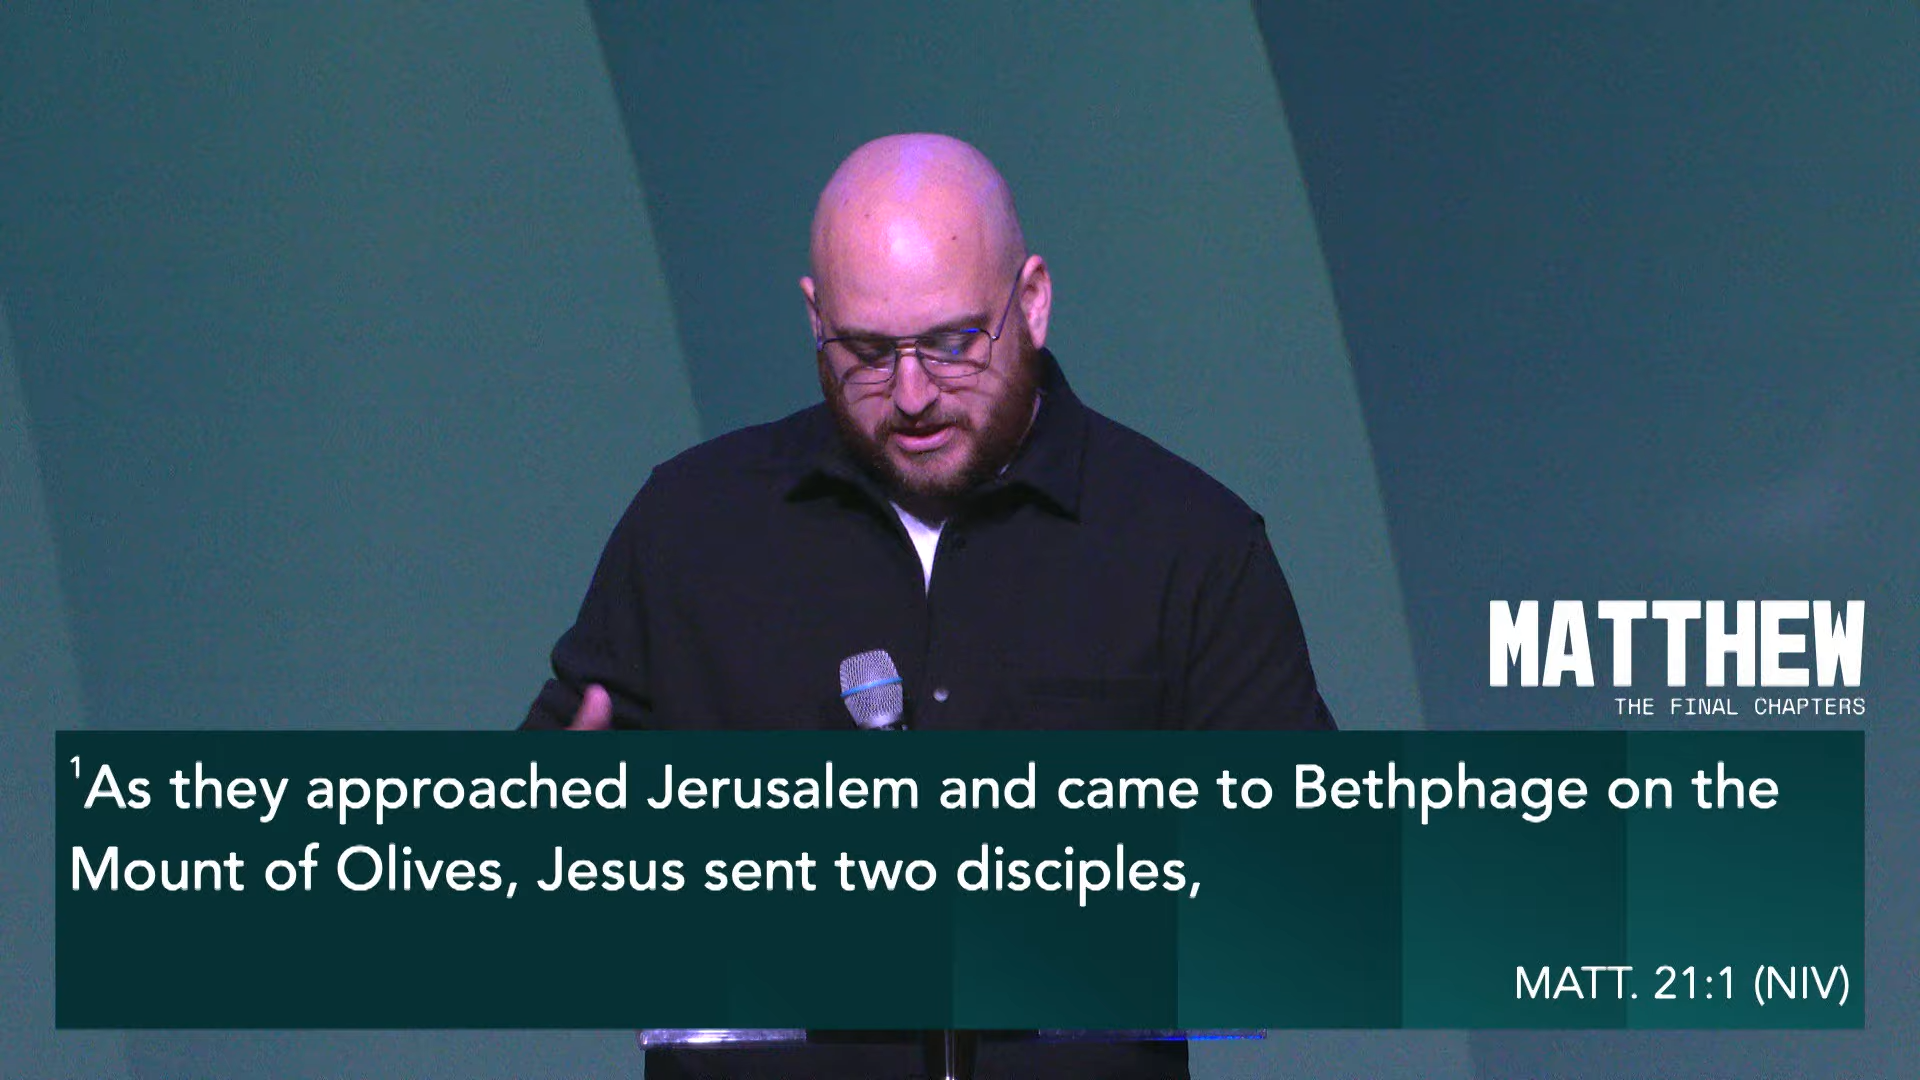 MATTHEW
THE FINAL CHAPTERS
¹As they approached Jerusalem and came to Bethphage on the
Mount of Olives, Jesus sent two disciples,
MATT. 21:1 (NIV)